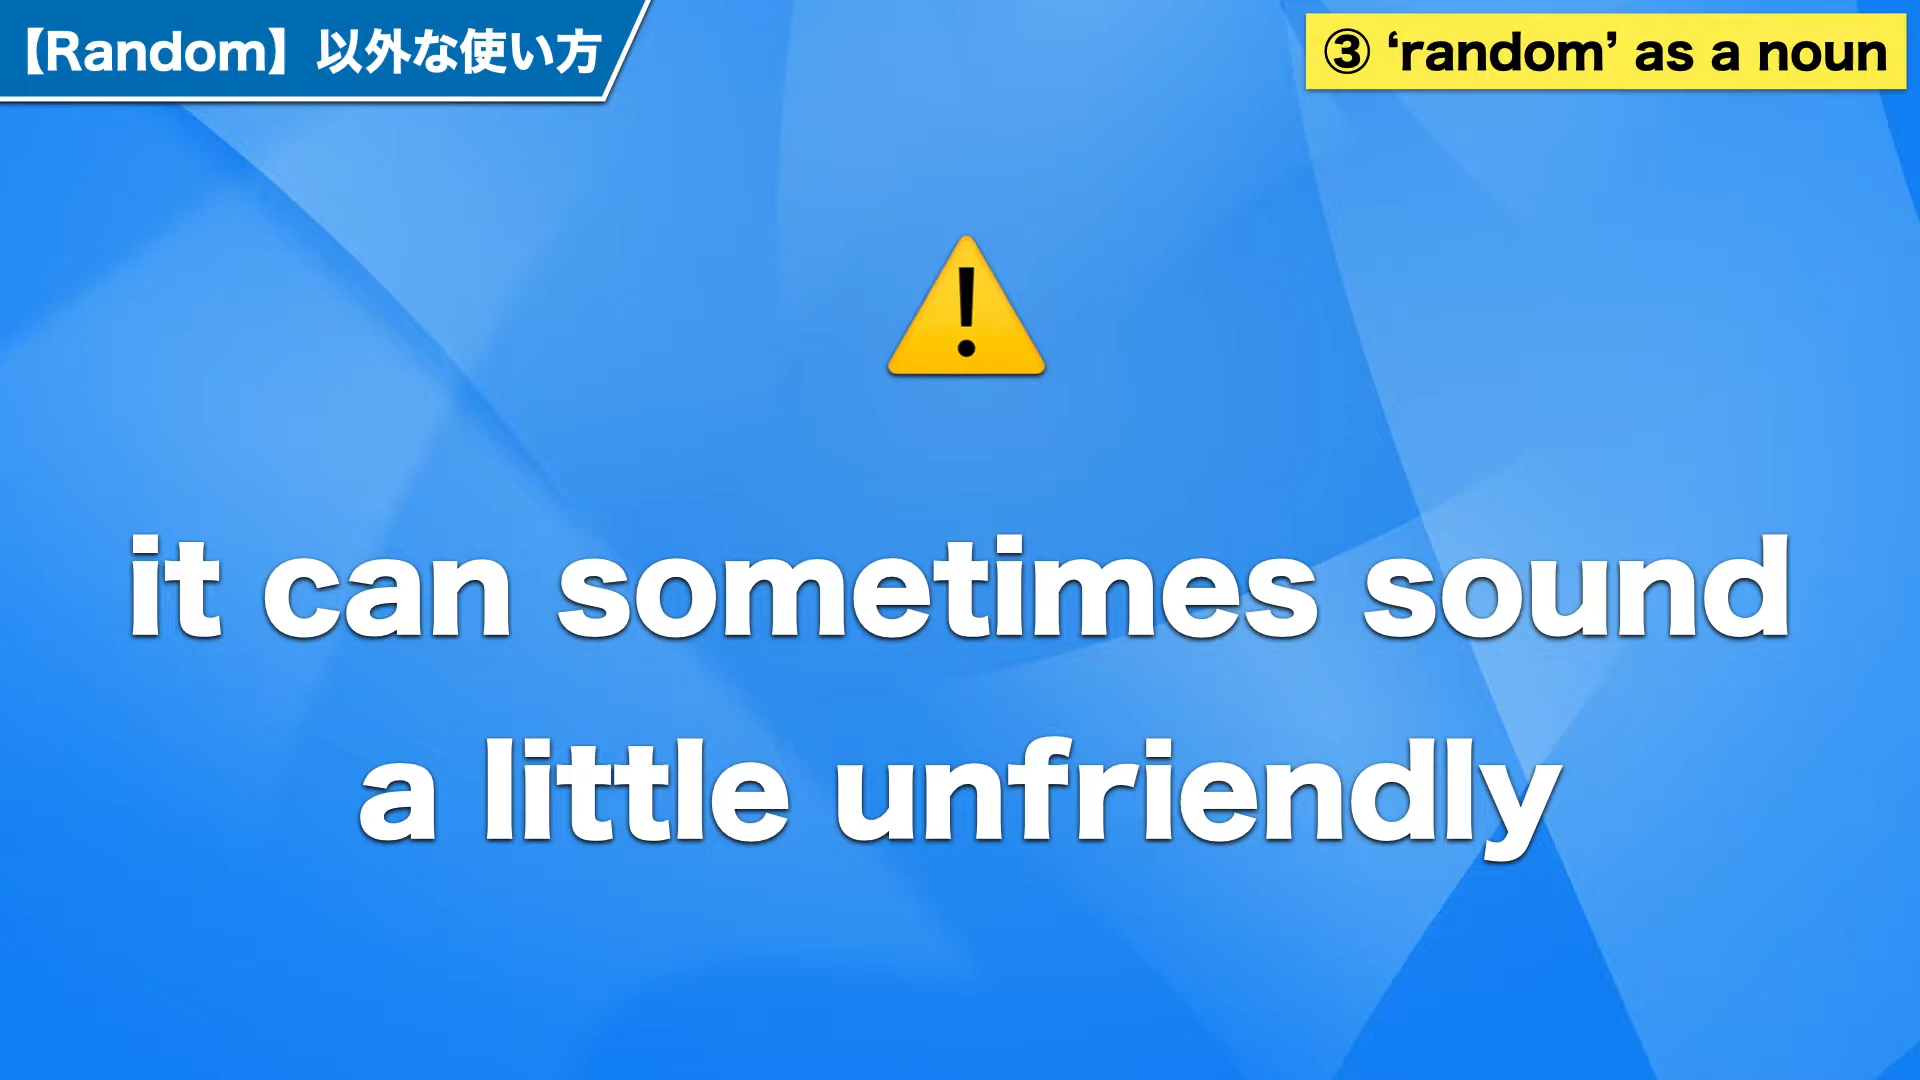 【Random】以外な使い方
③ ‘random’ as a noun
it can sometimes sound
a little unfriendly